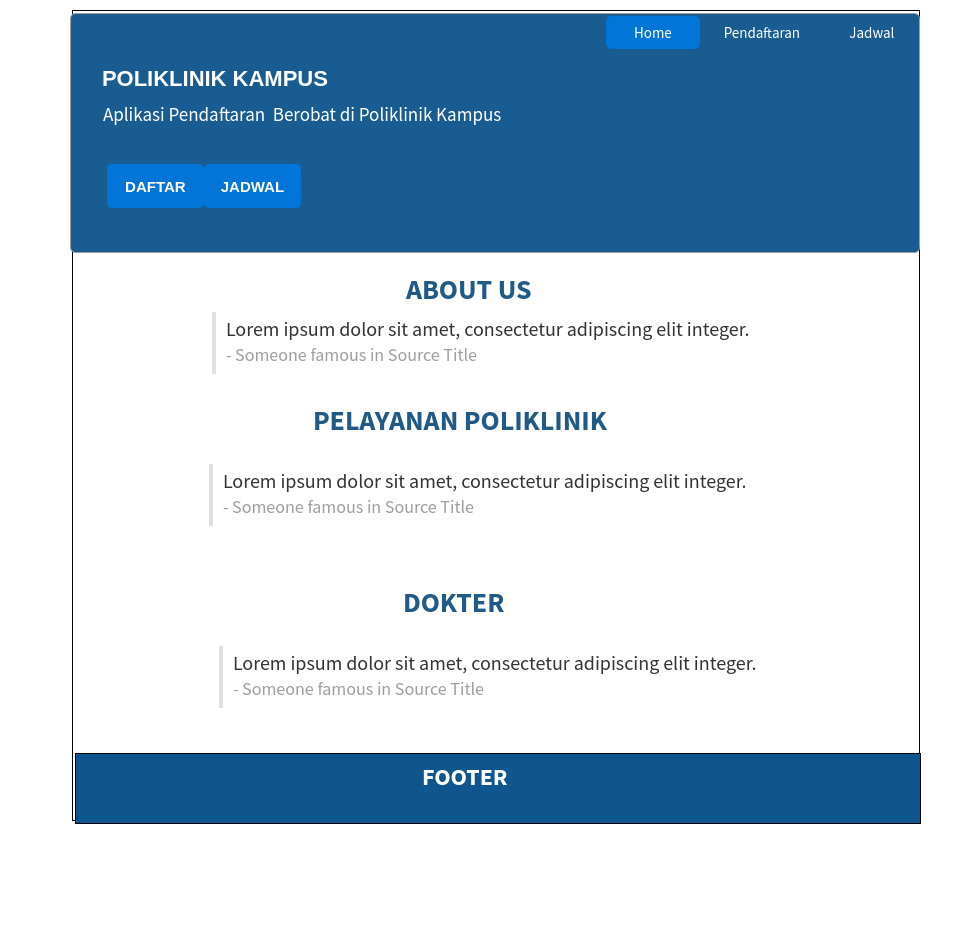 Home Pendaftaran Jadwal
POLIKLINIK KAMPUS
Aplikasi Pendaftaran  Berobat di Poliklinik Kampus
DAFTAR JADWAL
ABOUT US
Lorem ipsum dolor sit amet, consectetur adipiscing elit integer.
- Someone famous in Source Title
PELAYANAN POLIKLINIK
Lorem ipsum dolor sit amet, consectetur adipiscing elit integer.
- Someone famous in Source Title
DOKTER
Lorem ipsum dolor sit amet, consectetur adipiscing elit integer.
- Someone famous in Source Title
FOOTER